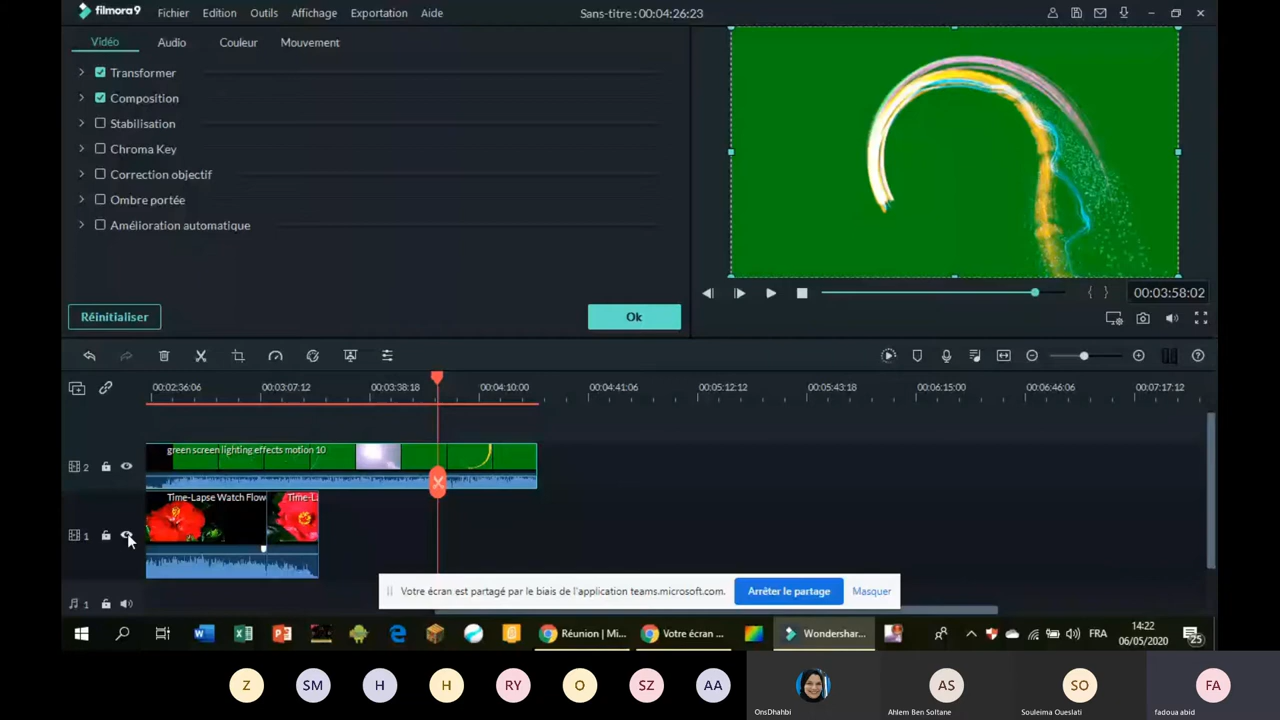 filmora9
Fichier Edition Outils Affichage Exportation Aide
Sans-titre : 00:04:26:23
Vidéo Audio Couleur Mouvement
Transformer
Composition
Stabilisation
Chroma Key
Correction objectif
Ombre portée
Amélioration automatique
Réinitialiser
Ok
00:03:58:02
00:02:36:06 00:03:07:12 00:03:38:18 00:04:10:00 00:04:41:06 00:05:12:12 00:05:43:18 00:06:15:00 00:06:46:06 00:07:17:12
green screen lighting effects motion 10
2
Time-Lapse Watch Flow
Time-L
1
Votre écran est partagé par le biais de l'application teams.microsoft.com.
Arrêter le partage
Masquer
1
Réunion | Mi...
Votre écran ...
Wondershar...
FRA
14:22
06/05/2020
25
Z SM H H RY O SZ AA AS SO FA
OnsDhahbi
Ahlem Ben Soltane
Souleima Oueslati
fadoua abid